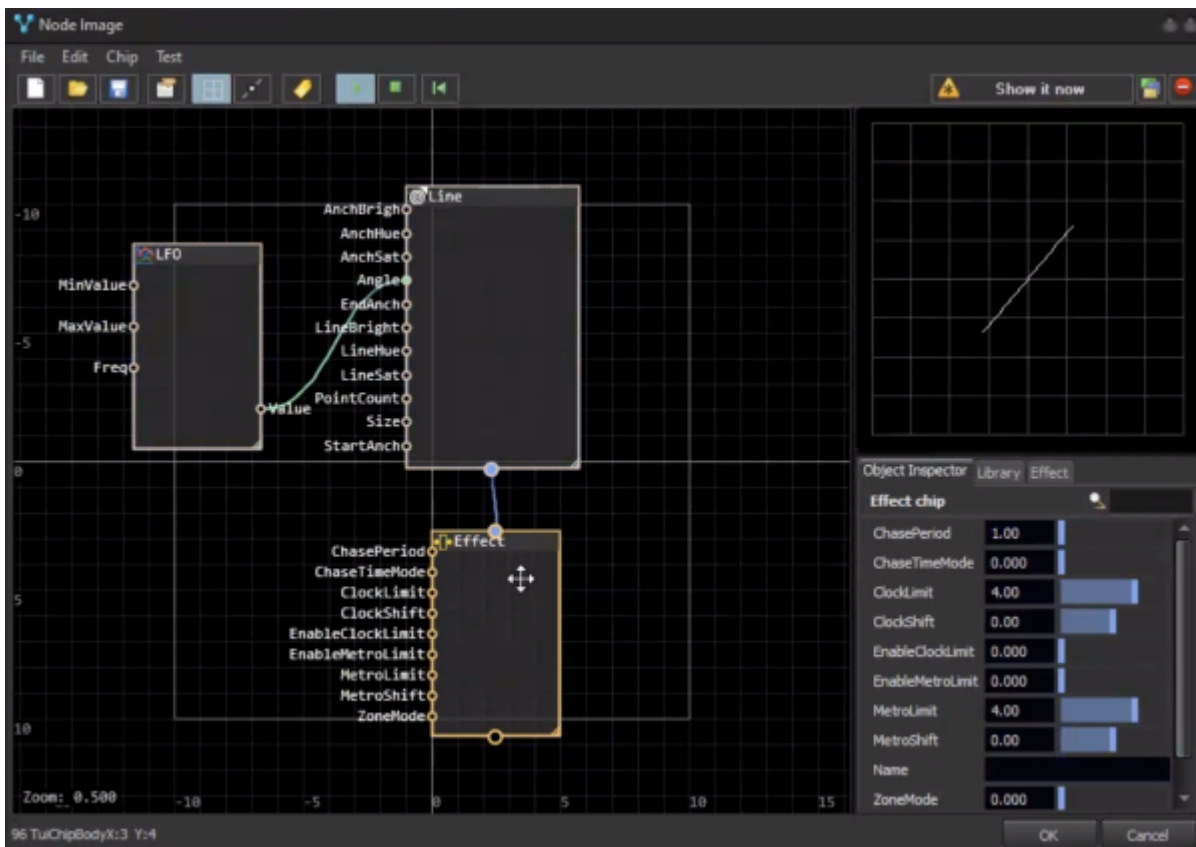 Node Image
File Edit Chip Test
Show it now
-10
-5
0
5
10
LFO
MinValue
MaxValue
Freq
Value
Line
AnchBrigh
AnchHue
AnchSat
Angle
EndAnch
LineBright
LineHue
LineSat
PointCount
Size
StartAnch
Effect
ChasePeriod
ChaseTimeMode
ClockLimit
ClockShift
EnableClockLimit
EnableMetroLimit
MetroLimit
MetroShift
ZoneMode
Zoom: 0.500
-10 -5 0 5 10 15
Object Inspector Library Effect
Effect chip
ChasePeriod 1.00
ChaseTimeMode 0.000
ClockLimit 4.00
ClockShift 0.00
EnableClockLimit 0.000
EnableMetroLimit 0.000
MetroLimit 4.00
MetroShift 0.00
Name
ZoneMode 0.000
96 TuiChipBodyX:3 Y:4
OK Cancel